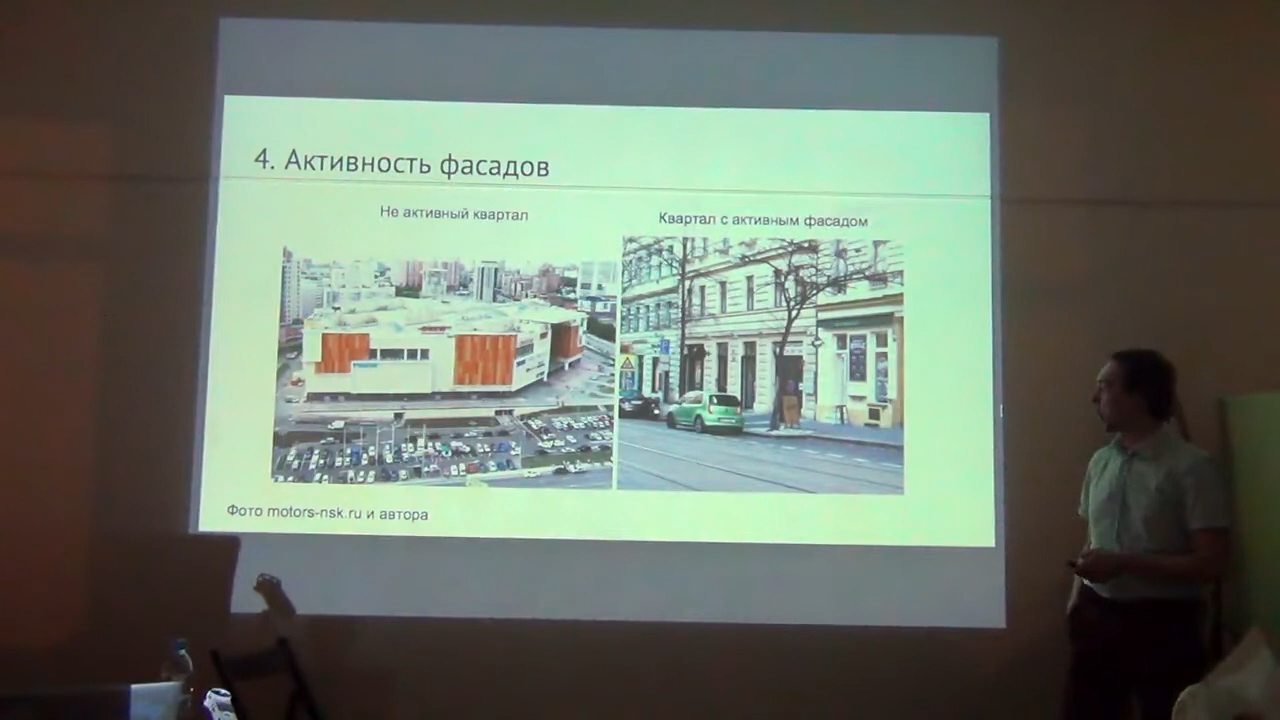 4. Активность фасадов
Не активный квартал
Квартал с активным фасадом
Фото motors-nsk.ru и автора